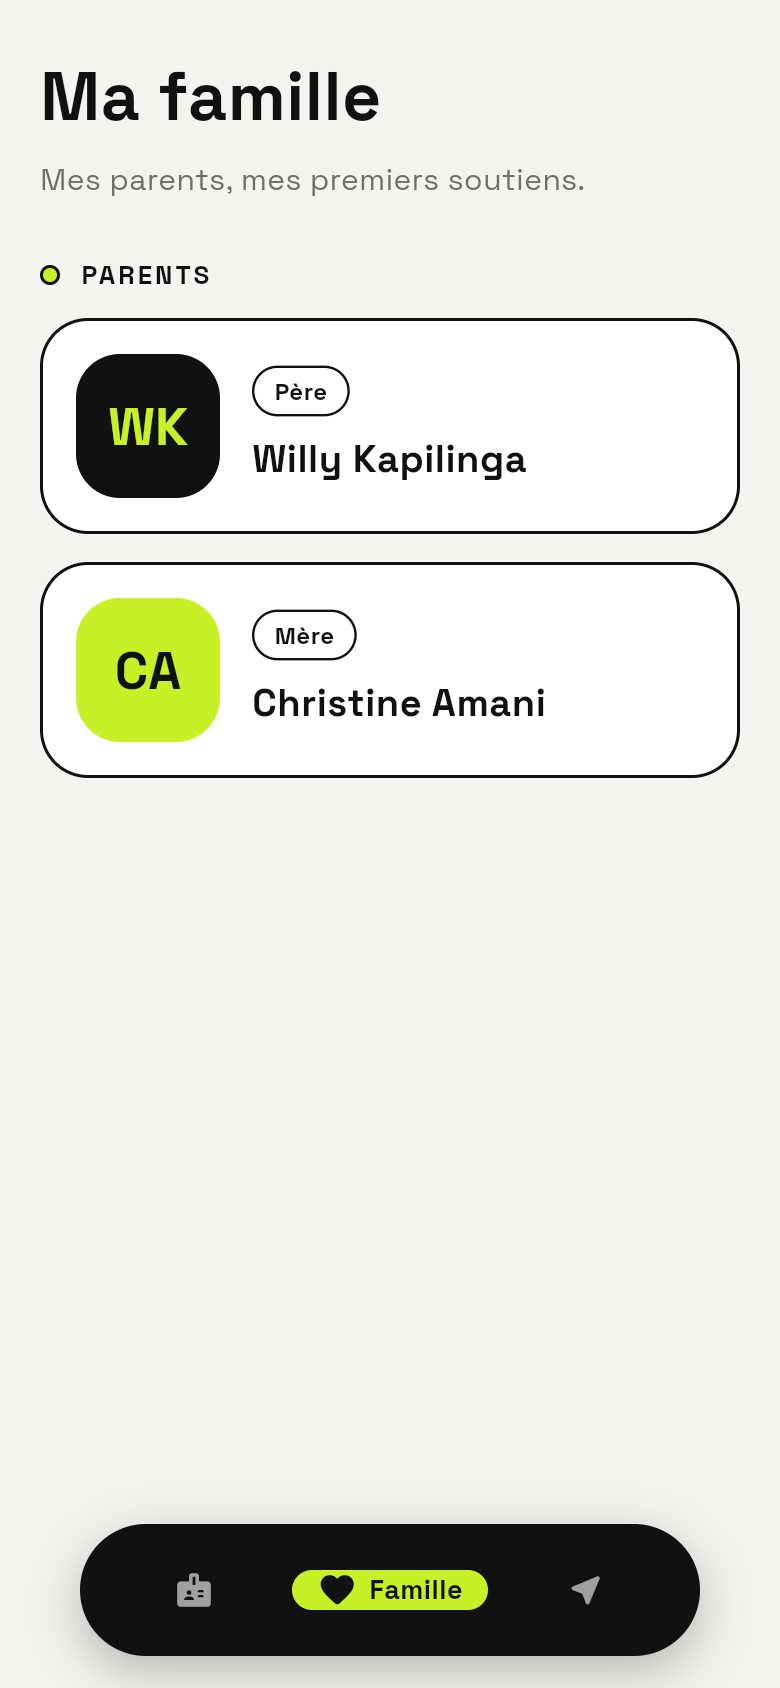 Ma famille
Mes parents, mes premiers soutiens.
PARENTS
WK
Père
Willy Kapilinga
CA
Mère
Christine Amani
Famille